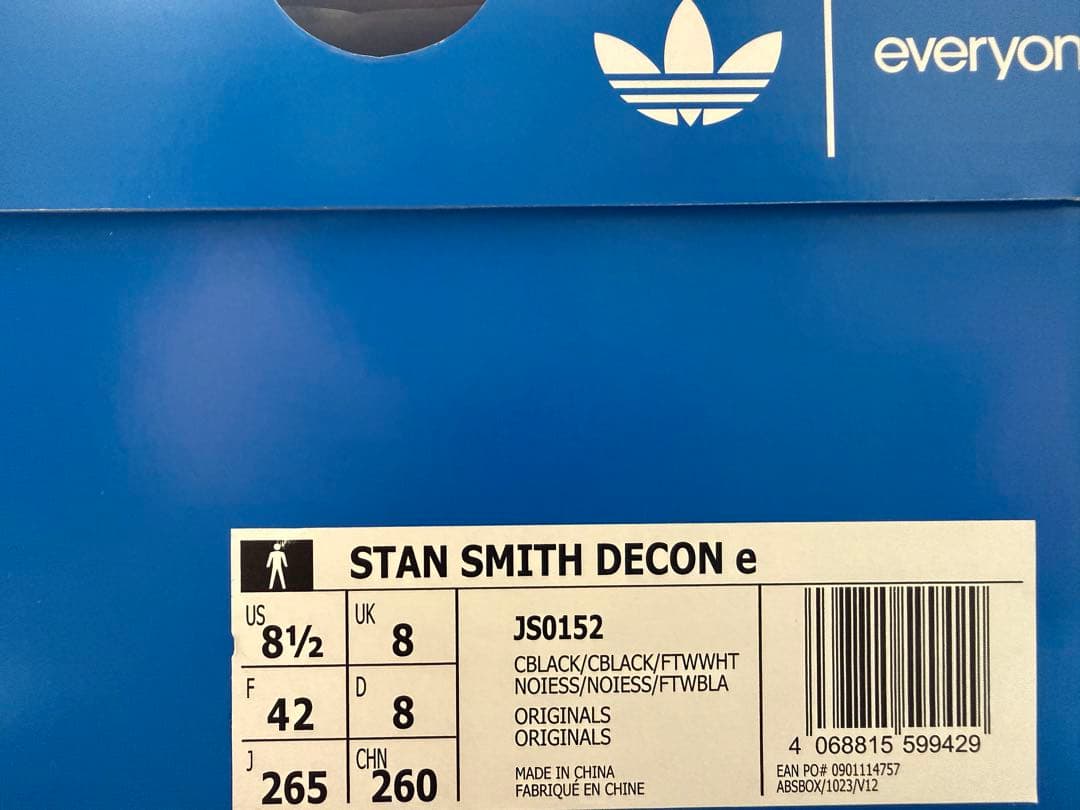 everyon
STAN SMITH DECON e
US 8½
UK 8
F 42
D 8
J 265
CHN 260
JS0152
CBLACK/CBLACK/FTWWHT
NOIESS/NOIESS/FTWBLA
ORIGINALS
ORIGINALS
MADE IN CHINA
FABRIQUÉ EN CHINE
4 068815 599429
EAN PO# 0901114757
ABSBOX/1023/V12